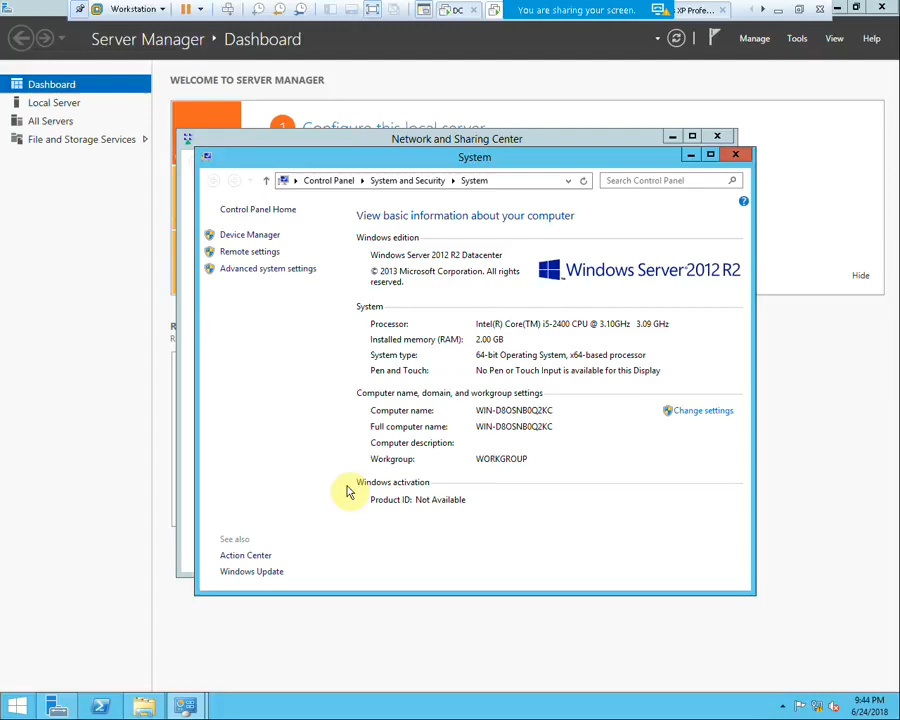 Workstation
DC
You are sharing your screen.
XP Profe...
Server Manager
Dashboard
Manage
Tools
View
Help
Dashboard
Local Server
All Servers
File and Storage Services
WELCOME TO SERVER MANAGER
1
Configure this local server
Hide
Network and Sharing Center
System
Control Panel
System and Security
System
Search Control Panel
Control Panel Home
Device Manager
Remote settings
Advanced system settings
See also
Action Center
Windows Update
View basic information about your computer
Windows edition
Windows Server 2012 R2 Datacenter
© 2013 Microsoft Corporation. All rights
reserved.
Windows Server 2012 R2
System
Processor: Intel(R) Core(TM) i5-2400 CPU @ 3.10GHz 3.09 GHz
Installed memory (RAM): 2.00 GB
System type: 64-bit Operating System, x64-based processor
Pen and Touch: No Pen or Touch Input is available for this Display
Computer name, domain, and workgroup settings
Computer name: WIN-D8OSNB0Q2KC
Change settings
Full computer name: WIN-D8OSNB0Q2KC
Computer description:
Workgroup: WORKGROUP
Windows activation
Product ID: Not Available
9:44 PM
6/24/2018